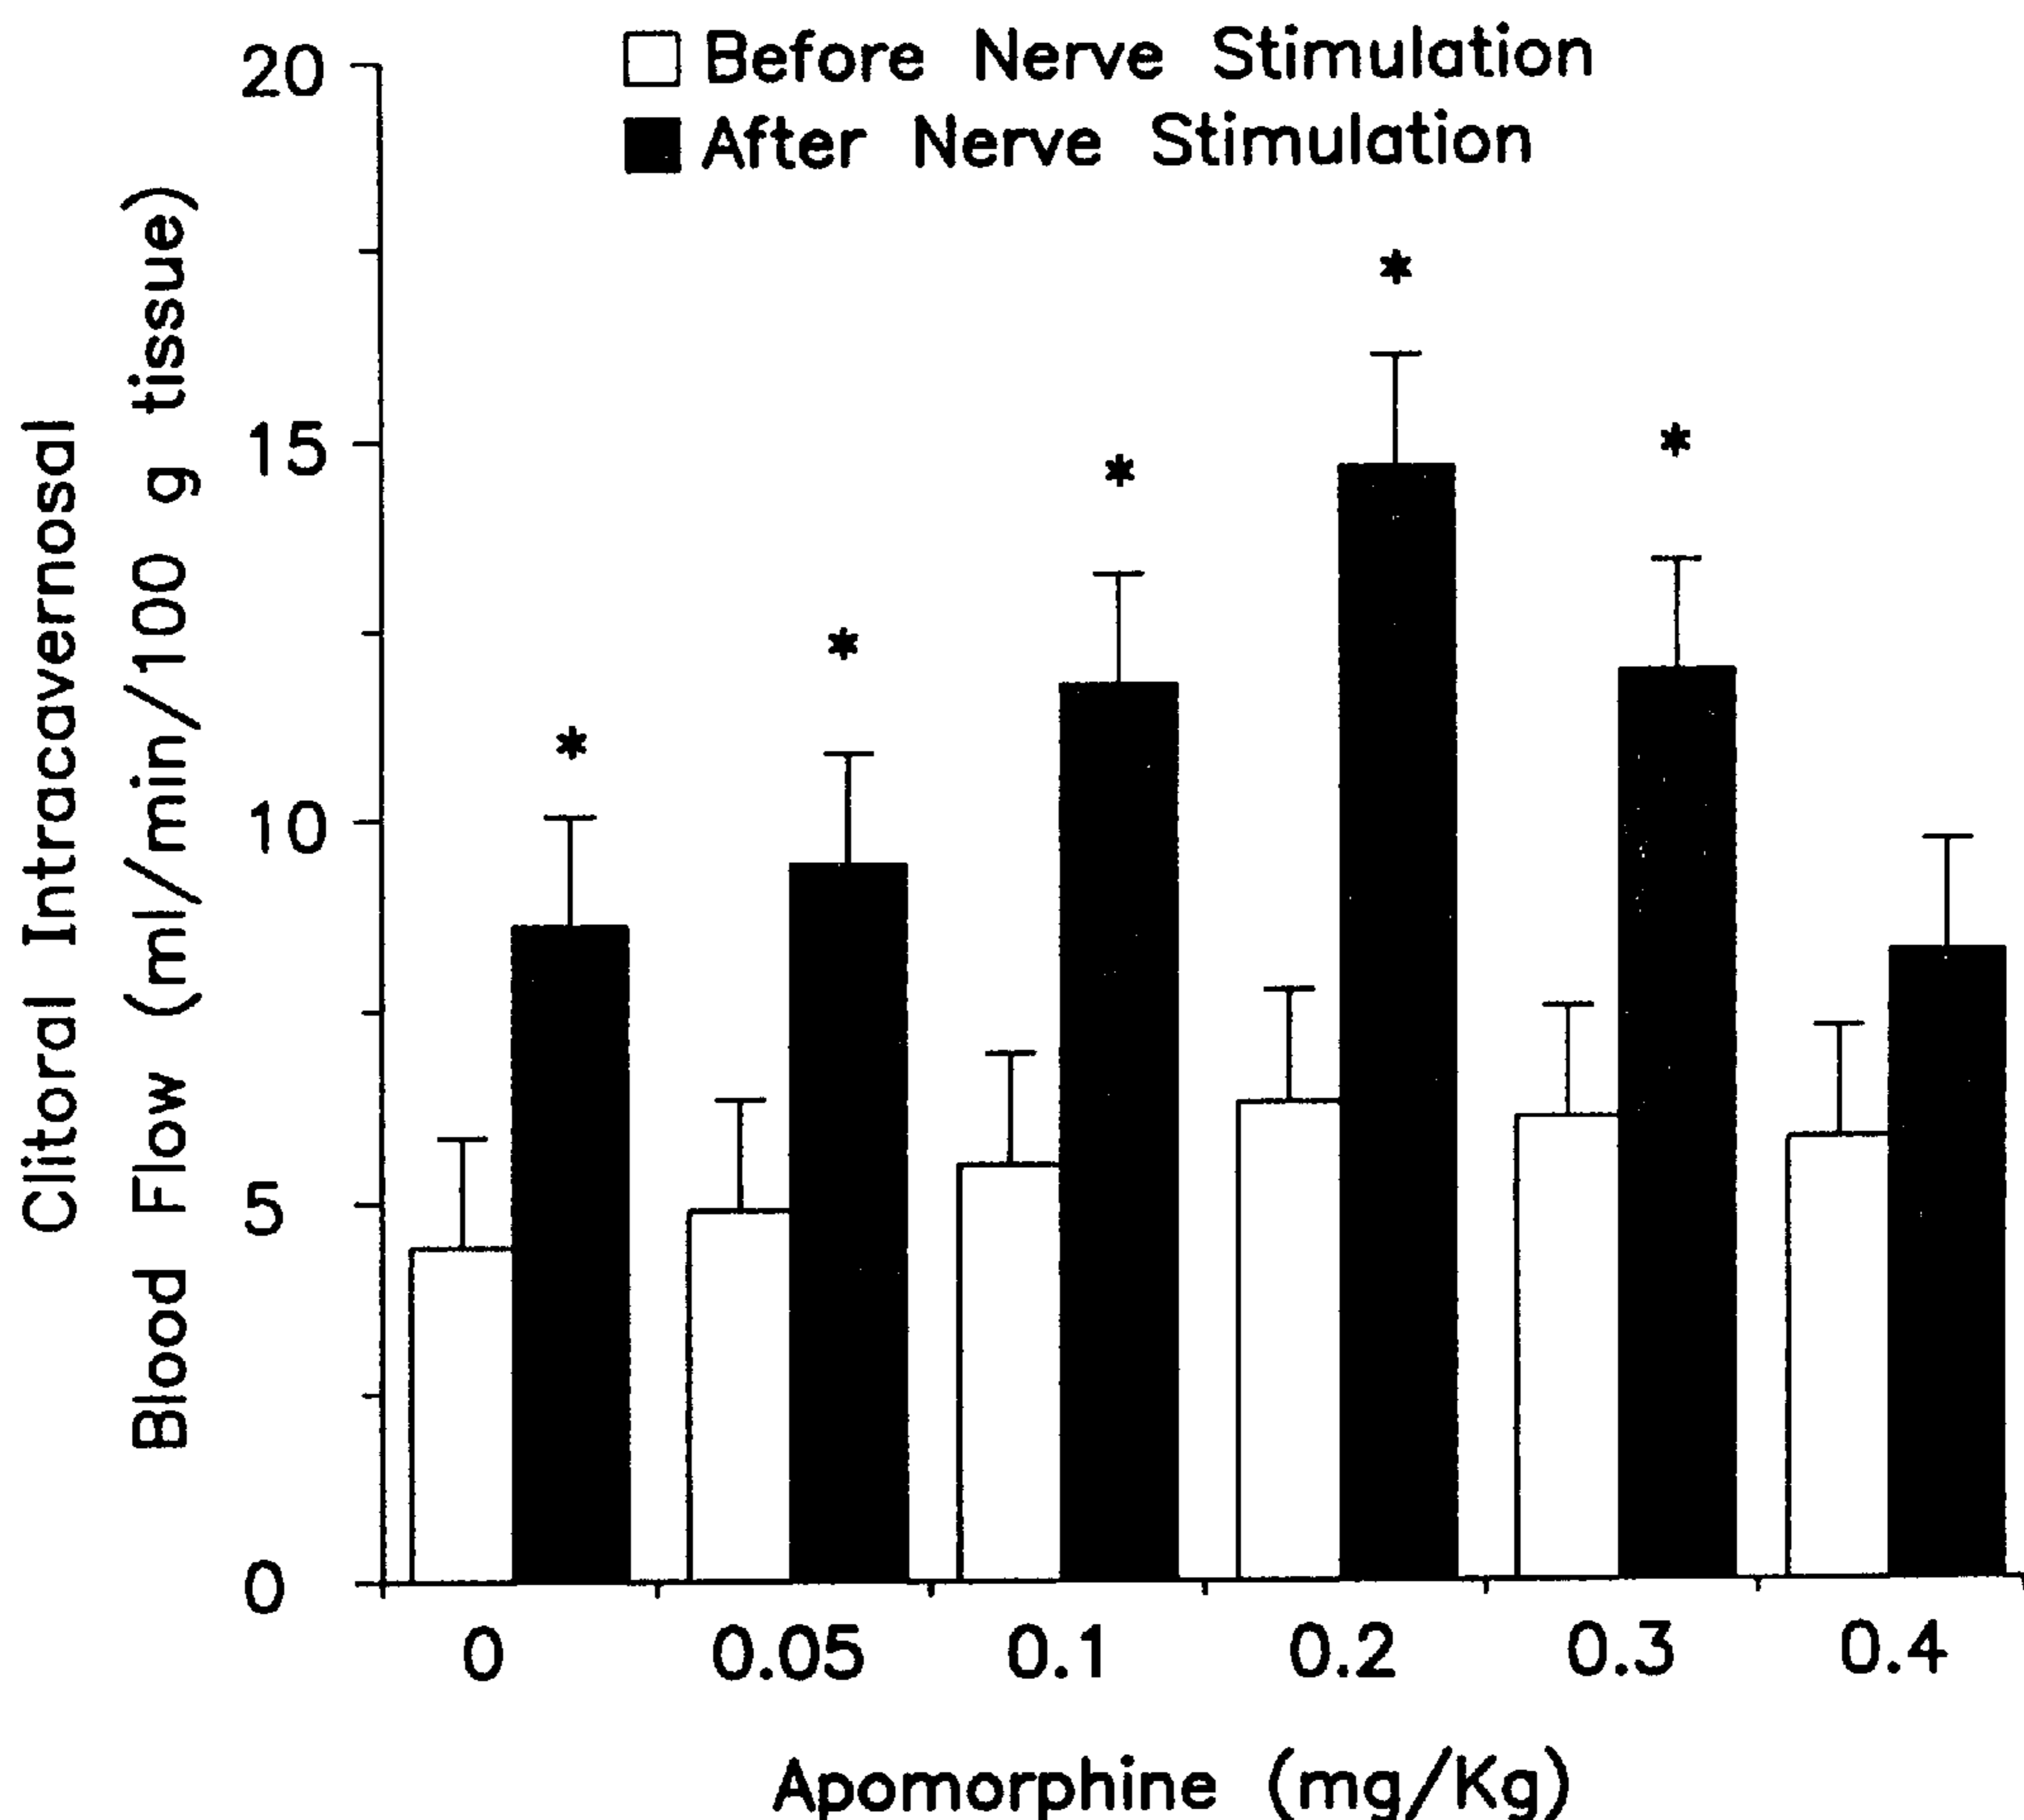 Before Nerve Stimulation
After Nerve Stimulation
Clitoral Intracavernosal
Blood Flow (ml/min/100 g tissue)
20
*
15
*
*
*
*
10
5
0
0 0.05 0.1 0.2 0.3 0.4
Apomorphine (mg/Kg)